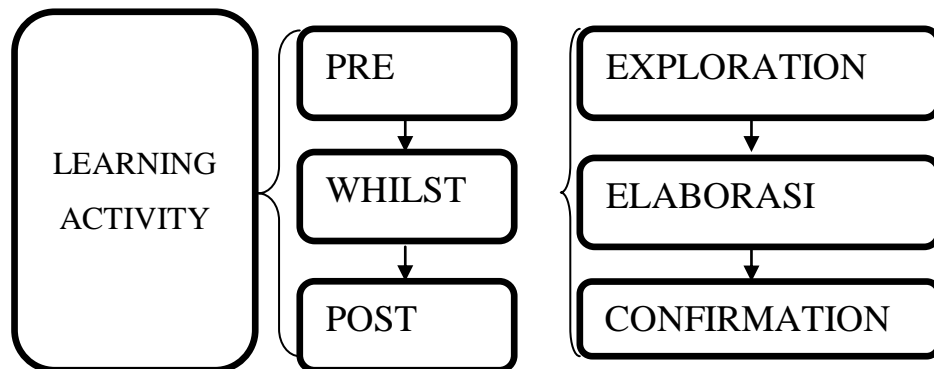 LEARNING
ACTIVITY
PRE
WHILST
POST
EXPLORATION
ELABORASI
CONFIRMATION